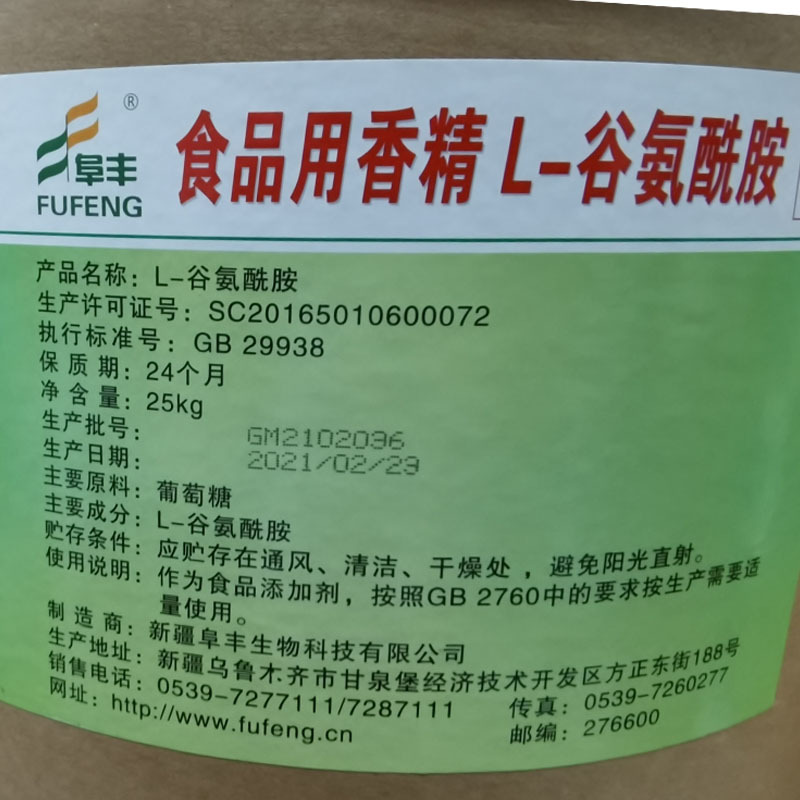 ®
阜丰
FUFENG
食品用香精 L-谷氨酰胺
产品名称：L-谷氨酰胺
生产许可证号：SC20165010600072
执行标准号：GB 29938
保质期：24个月
净含量：25kg
生产批号：GM2102036
生产日期：2021/02/23
主要原料：葡萄糖
主要成分：L-谷氨酰胺
贮存条件：应贮存在通风、清洁、干燥处，避免阳光直射。
使用说明：作为食品添加剂，按照GB 2760中的要求按生产需要适
量使用。
制造商：新疆阜丰生物科技有限公司
生产地址：新疆乌鲁木齐市甘泉堡经济技术开发区方正东街188号
销售电话：0539-7277111/7287111 传真：0539-7260277
网址：http://www.fufeng.cn 邮编：276600